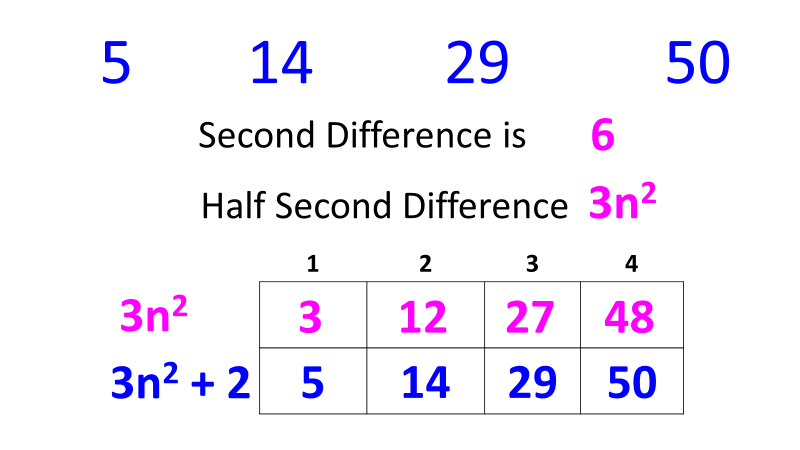 5 14 29 50
Second Difference is 6
Half Second Difference 3n²
1 2 3 4
3n² 3 12 27 48
3n² + 2 5 14 29 50